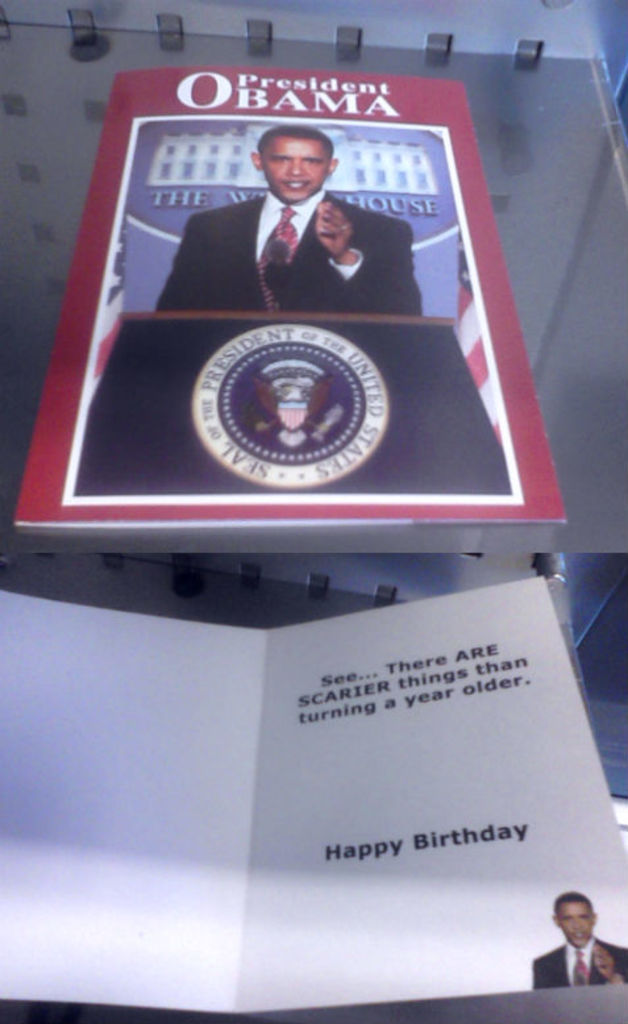 President
OBAMA
THE W HOUSE
SEAL OF THE PRESIDENT OF THE UNITED STATES
See... There ARE
SCARIER things than
turning a year older.
Happy Birthday